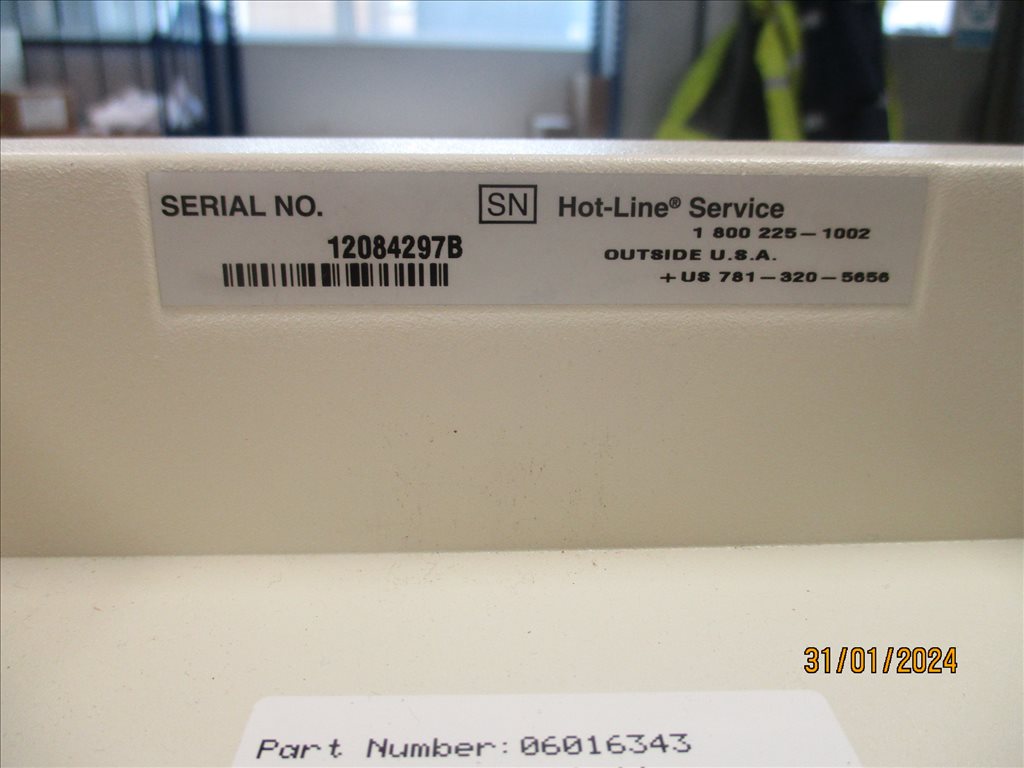 SERIAL NO.
12084297B
SN
Hot-Line® Service
1 800 225-1002
OUTSIDE U.S.A.
+US 781-320-5656
31/01/2024
Part Number:06016343